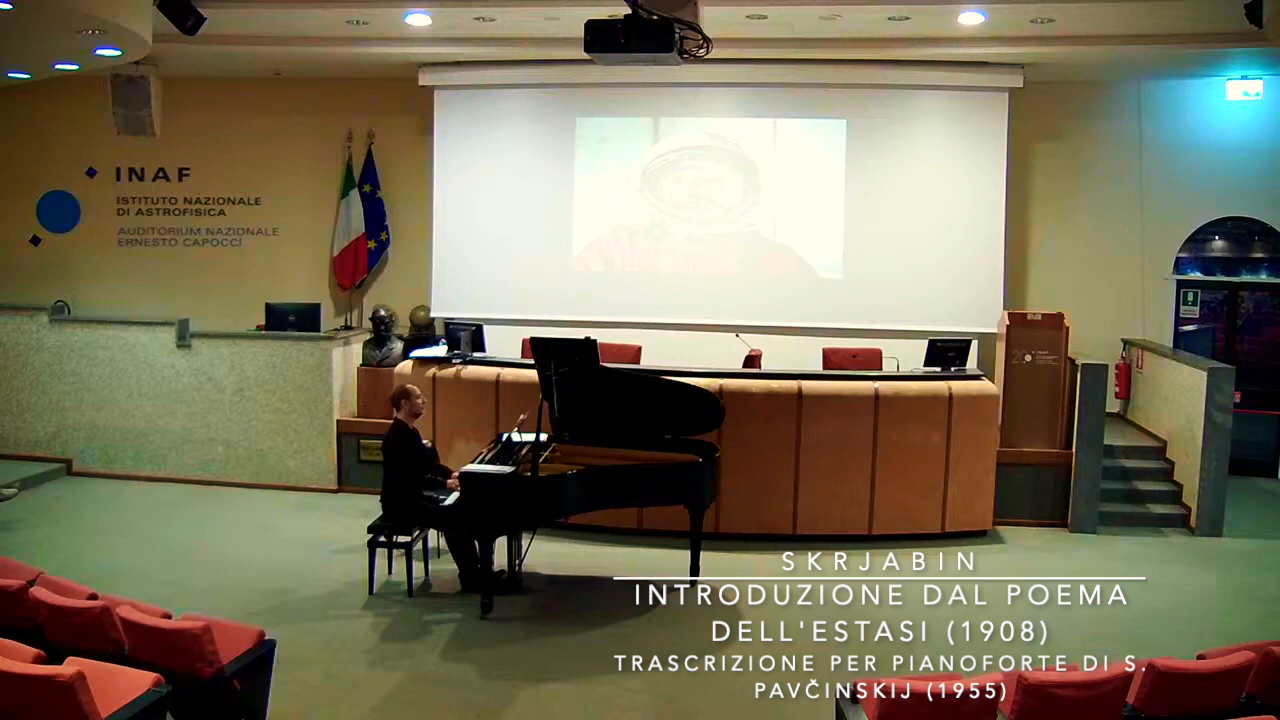 INAF
ISTITUTO NAZIONALE
DI ASTROFISICA
AUDITORIUM NAZIONALE
ERNESTO CAPOCCI
INAF
SKRJABIN
INTRODUZIONE DAL POEMA
DELL'ESTASI (1908)
TRASCRIZIONE PER PIANOFORTE DI S.
PAVČINSKIJ (1955)